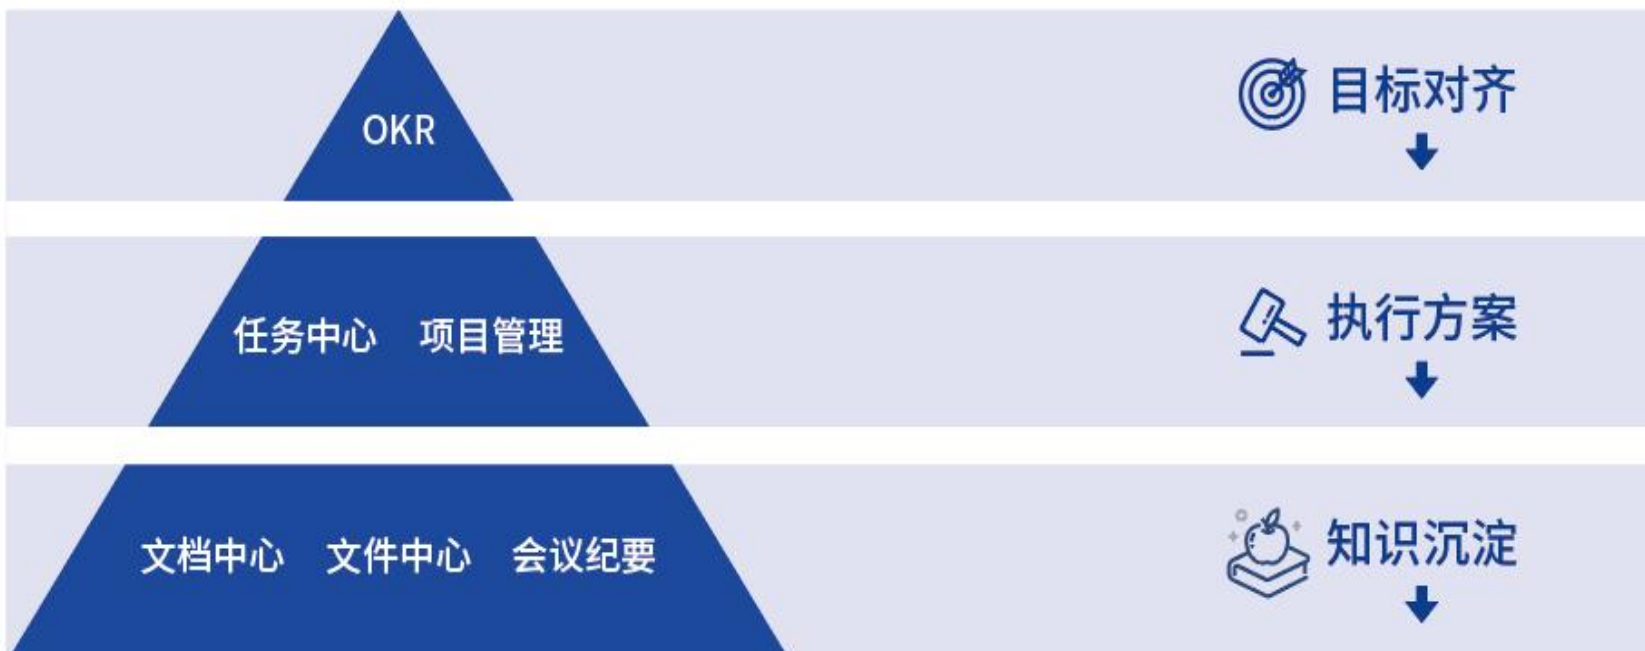 OKR
目标对齐
任务中心 项目管理
执行方案
文档中心 文件中心 会议纪要
知识沉淀